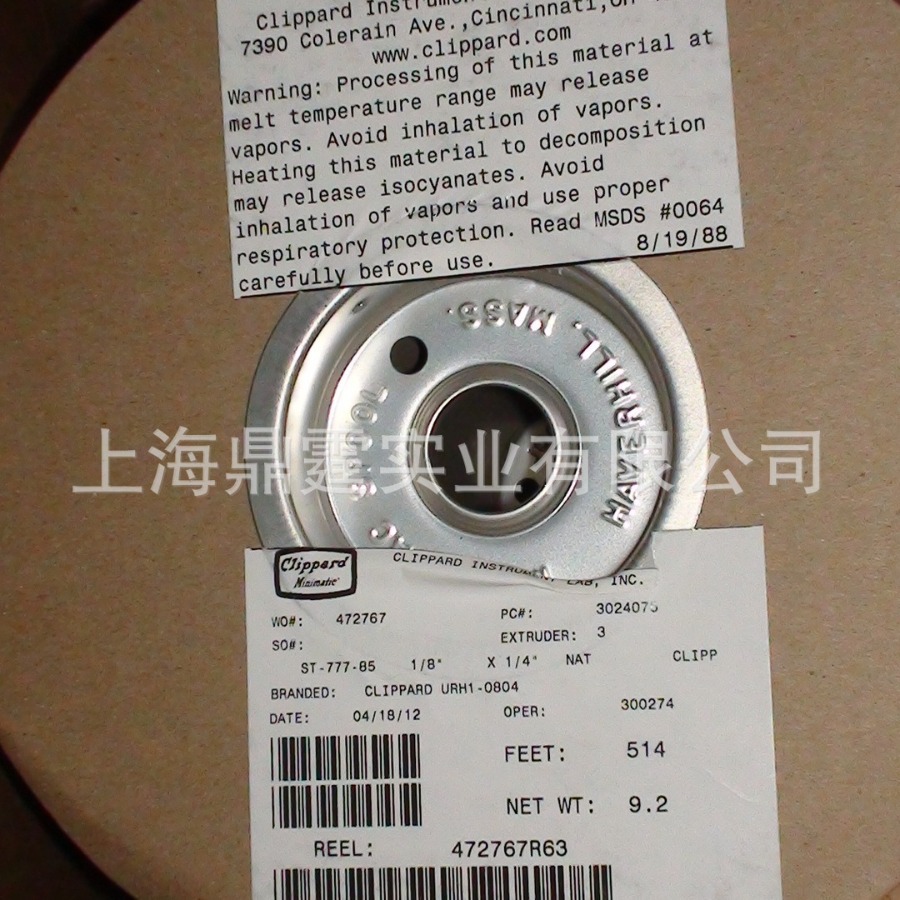 Clippard
7390 Colerain Ave.,Cincinnati,
www.clippard.com
Warning: Processing of this material at
melt temperature range may release
vapors. Avoid inhalation of vapors.
Heating this material to decomposition
may release isocyanates. Avoid
inhalation of vapors and use proper
respiratory protection. Read MSDS #0064
carefully before use. 8/19/88
HAVERHILL, MASS.
上海鼎霆实业有限公司
Clippard
Minimatic
CLIPPARD INSTRUMENT LAB, INC.
WO#: 472767 PC#: 3024075
SO#: EXTRUDER: 3
ST-777-85 1/8" X 1/4" NAT CLIPP
BRANDED: CLIPPARD URH1-0804
DATE: 04/18/12 OPER: 300274
FEET: 514
NET WT: 9.2
REEL: 472767R63